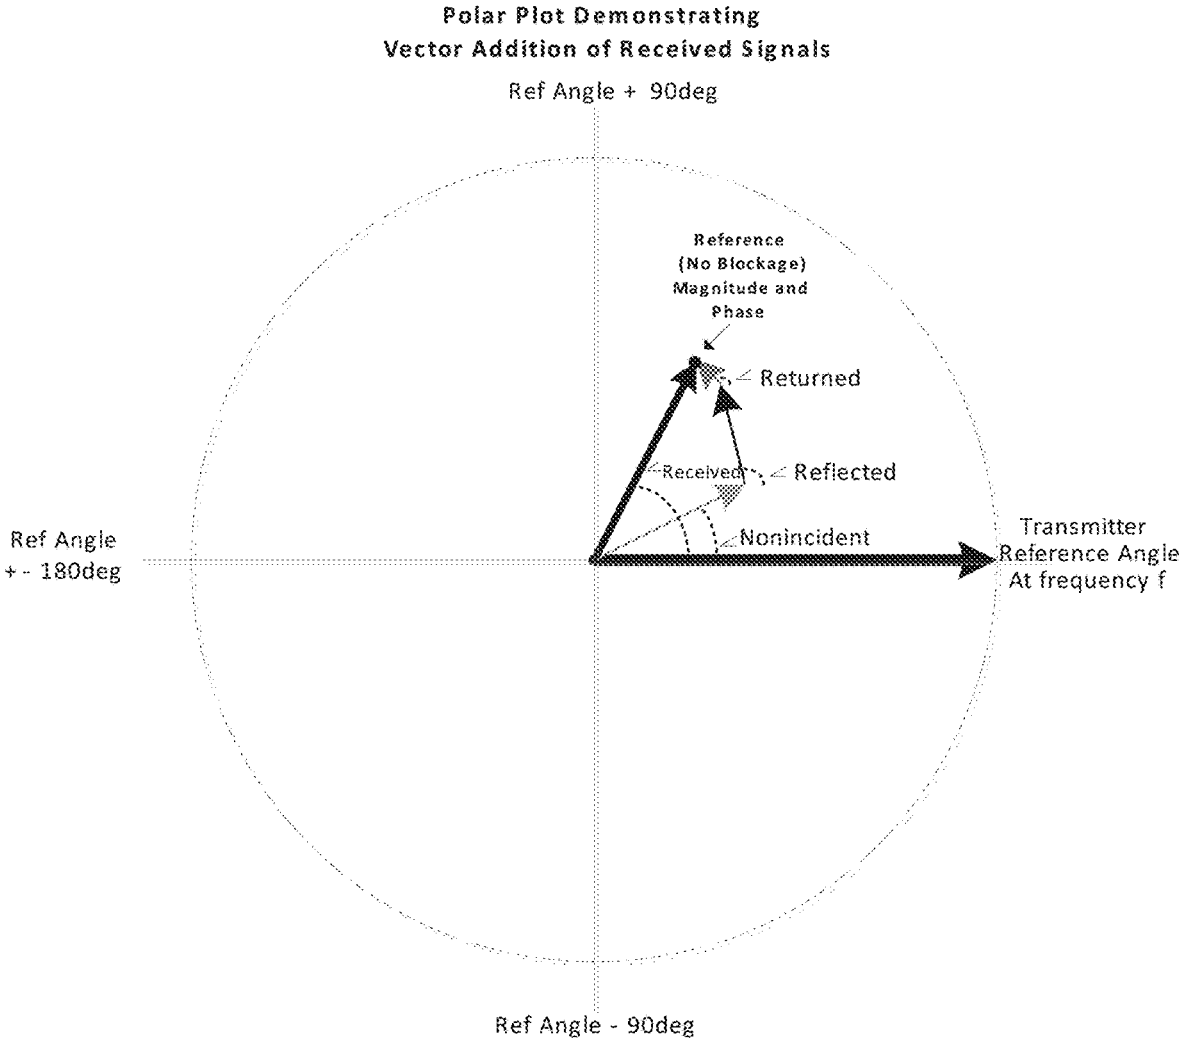 Polar Plot Demonstrating
Vector Addition of Received Signals
Ref Angle + 90deg
Reference
(No Blockage)
Magnitude and
Phase
∠ Returned
∠Received
∠ Reflected
∠Nonincident
Ref Angle
+ - 180deg
Transmitter
Reference Angle
At frequency f
Ref Angle - 90deg